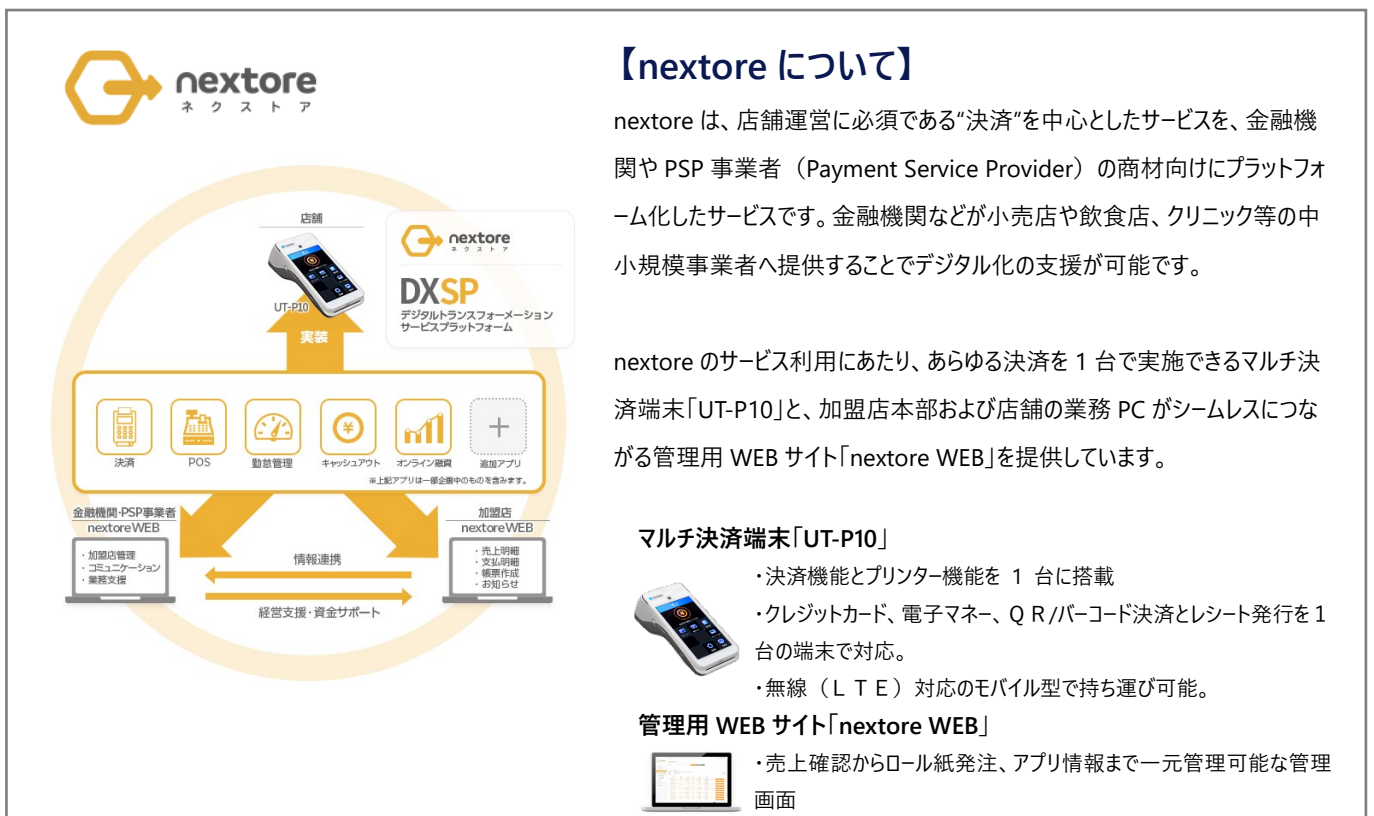 nextore
ネクストア
店舗
UT-P10
実装
nextore
ネクストア
DXSP
デジタルトランスフォーメーション
サービスプラットフォーム
決済
POS
勤怠管理
キャッシュアウト
オンライン融資
追加アプリ
※上記アプリは一部企画中のものを含みます。
金融機関・PSP事業者
nextoreWEB
・加盟店管理
・コミュニケーション
・業務支援
情報連携
経営支援・資金サポート
加盟店
nextoreWEB
・売上明細
・支払明細
・帳票作成
・お知らせ
【nextore について】
nextore は、店舗運営に必須である“決済”を中心としたサービスを、金融機
関や PSP 事業者（Payment Service Provider）の商材向けにプラットフォ
ーム化したサービスです。金融機関などが小売店や飲食店、クリニック等の中
小規模事業者へ提供することでデジタル化の支援が可能です。
nextore のサービス利用にあたり、あらゆる決済を 1 台で実施できるマルチ決
済端末「UT-P10」と、加盟店本部および店舗の業務 PC がシームレスにつな
がる管理用 WEB サイト「nextore WEB」を提供しています。
マルチ決済端末「UT-P10」
・決済機能とプリンター機能を 1 台に搭載
・クレジットカード、電子マネー、ＱＲ/バーコード決済とレシート発行を１
台の端末で対応。
・無線（ＬＴＥ）対応のモバイル型で持ち運び可能。
管理用 WEB サイト「nextore WEB」
・売上確認からロール紙発注、アプリ情報まで一元管理可能な管理
画面